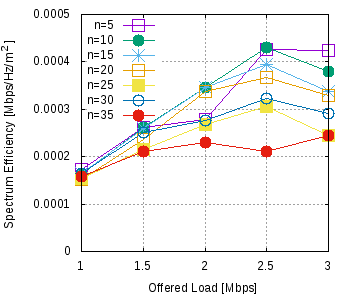 Spectrum Efficiency [Mbps/Hz/m²]
0.0005
0.0004
0.0003
0.0002
0.0001
0
n=5
n=10
n=15
n=20
n=25
n=30
n=35
1 1.5 2 2.5 3
Offered Load [Mbps]